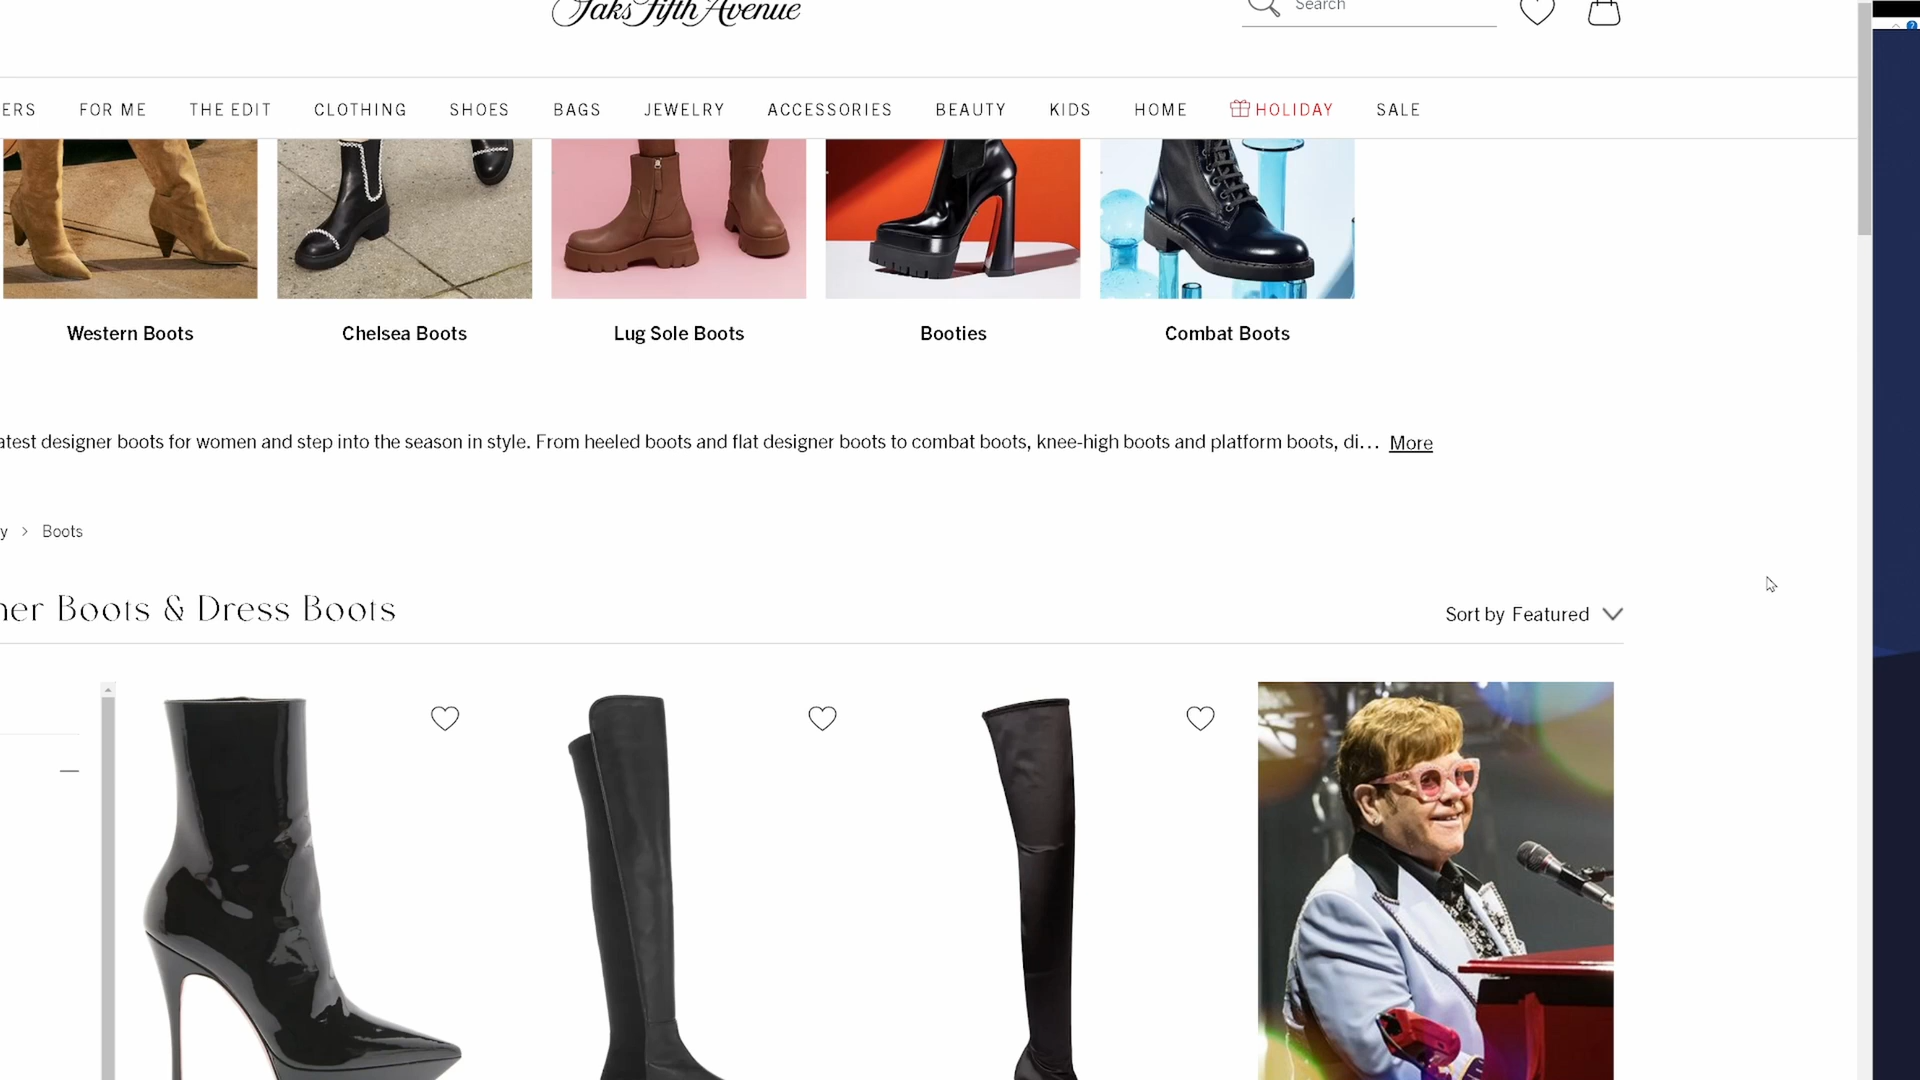 Saks Fifth Avenue
Search
ERS FOR ME THE EDIT CLOTHING SHOES BAGS JEWELRY ACCESSORIES BEAUTY KIDS HOME HOLIDAY SALE
Western Boots Chelsea Boots Lug Sole Boots Booties Combat Boots
atest designer boots for women and step into the season in style. From heeled boots and flat designer boots to combat boots, knee-high boots and platform boots, di... More
y > Boots
ner Boots & Dress Boots
Sort by Featured